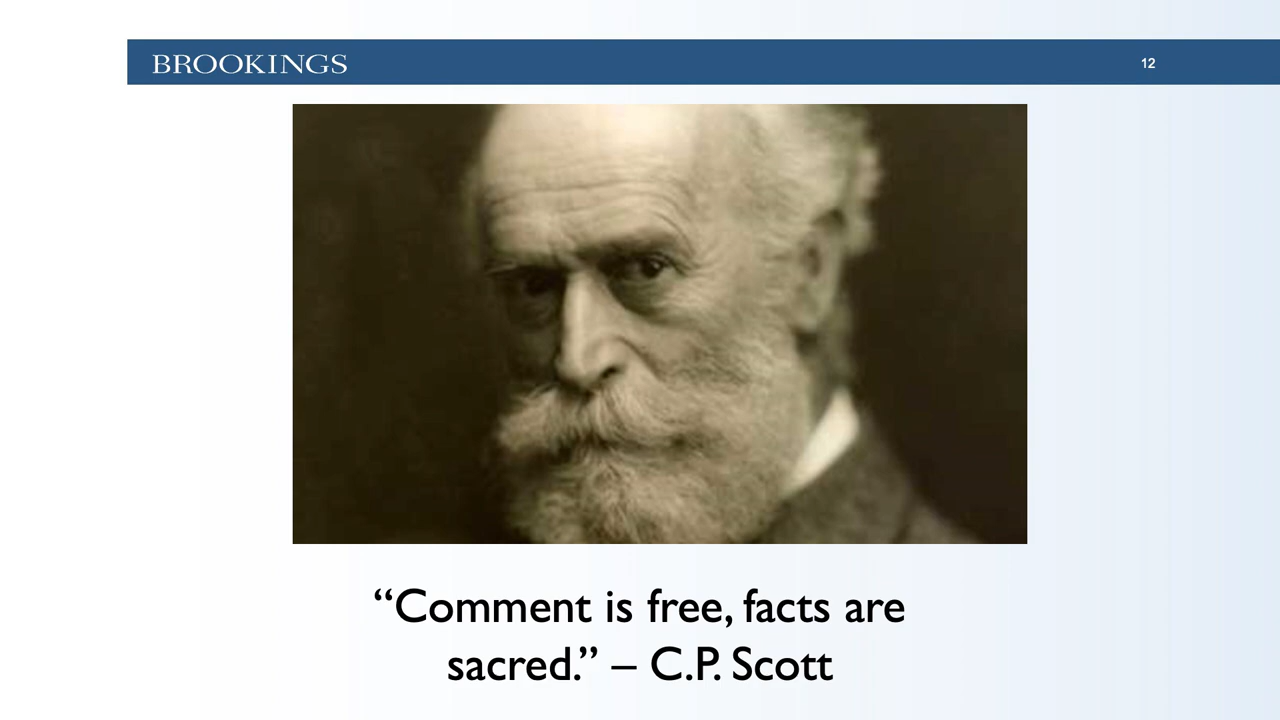 BROOKINGS
12
“Comment is free, facts are
sacred.” – C.P. Scott